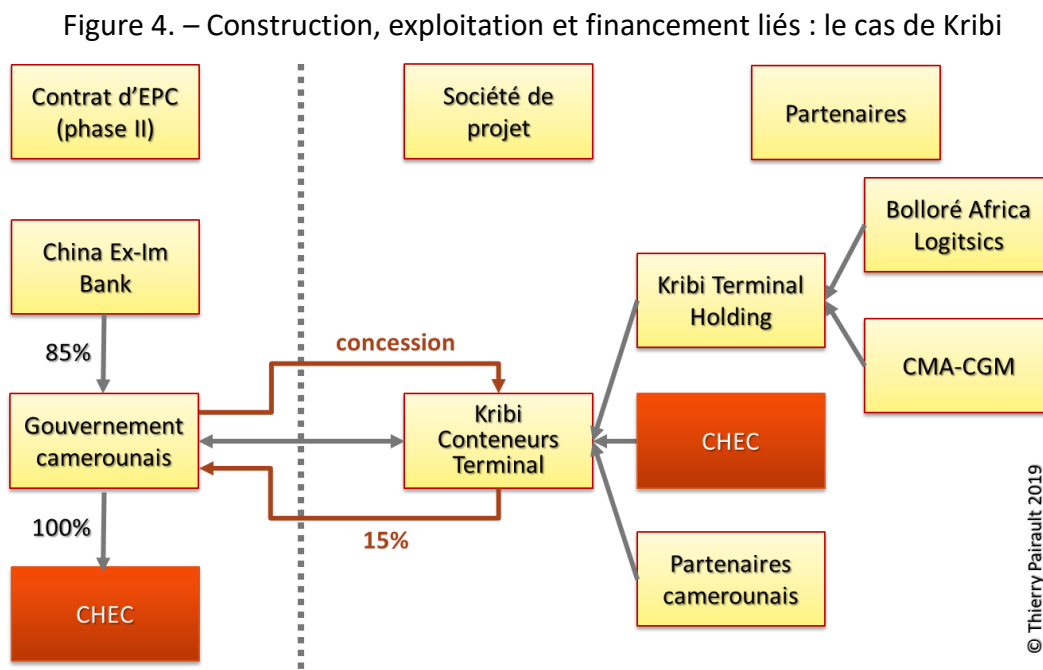 Figure 4. – Construction, exploitation et financement liés : le cas de Kribi
Contrat d'EPC
(phase II)
Société de
projet
Partenaires
China Ex-Im
Bank
Bolloré Africa
Logitsics
Kribi Terminal
Holding
85%
concession
CMA-CGM
Gouvernement
camerounais
Kribi
Conteneurs
Terminal
CHEC
100%
15%
CHEC
Partenaires
camerounais
© Thierry Pairault 2019